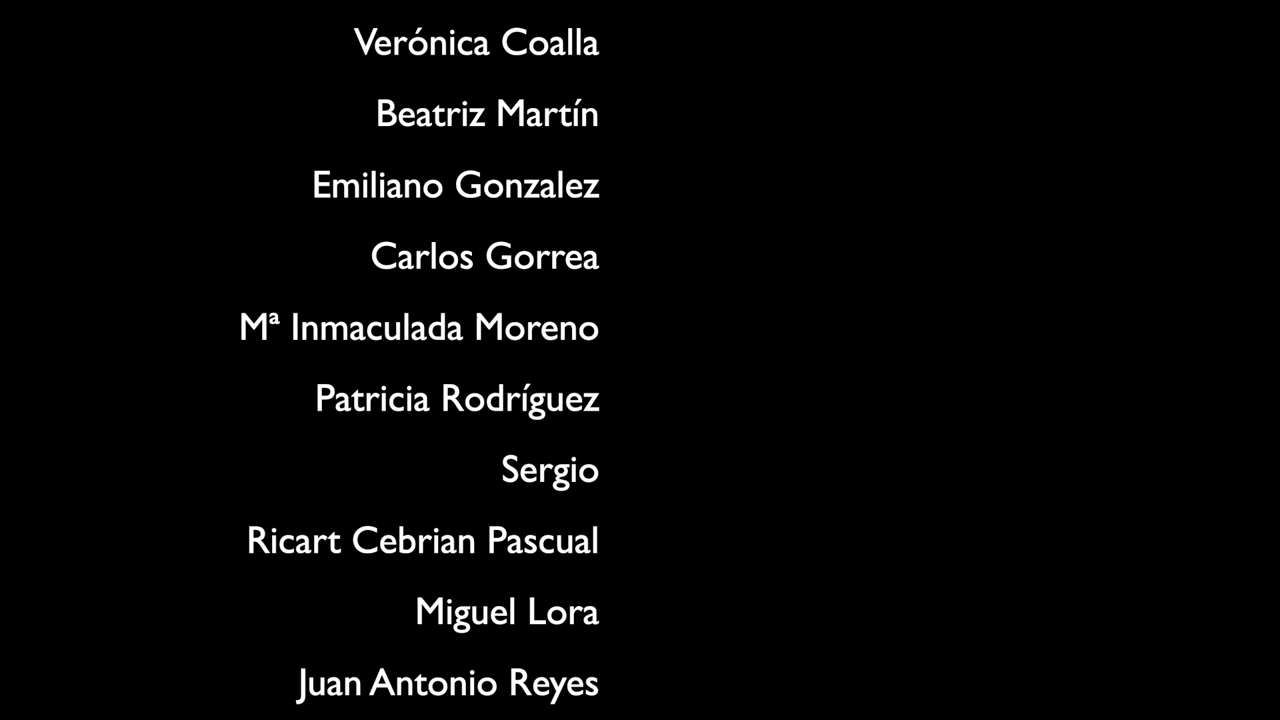 Verónica Coalla
Beatriz Martín
Emiliano Gonzalez
Carlos Gorrea
Mª Inmaculada Moreno
Patricia Rodríguez
Sergio
Ricart Cebrian Pascual
Miguel Lora
Juan Antonio Reyes